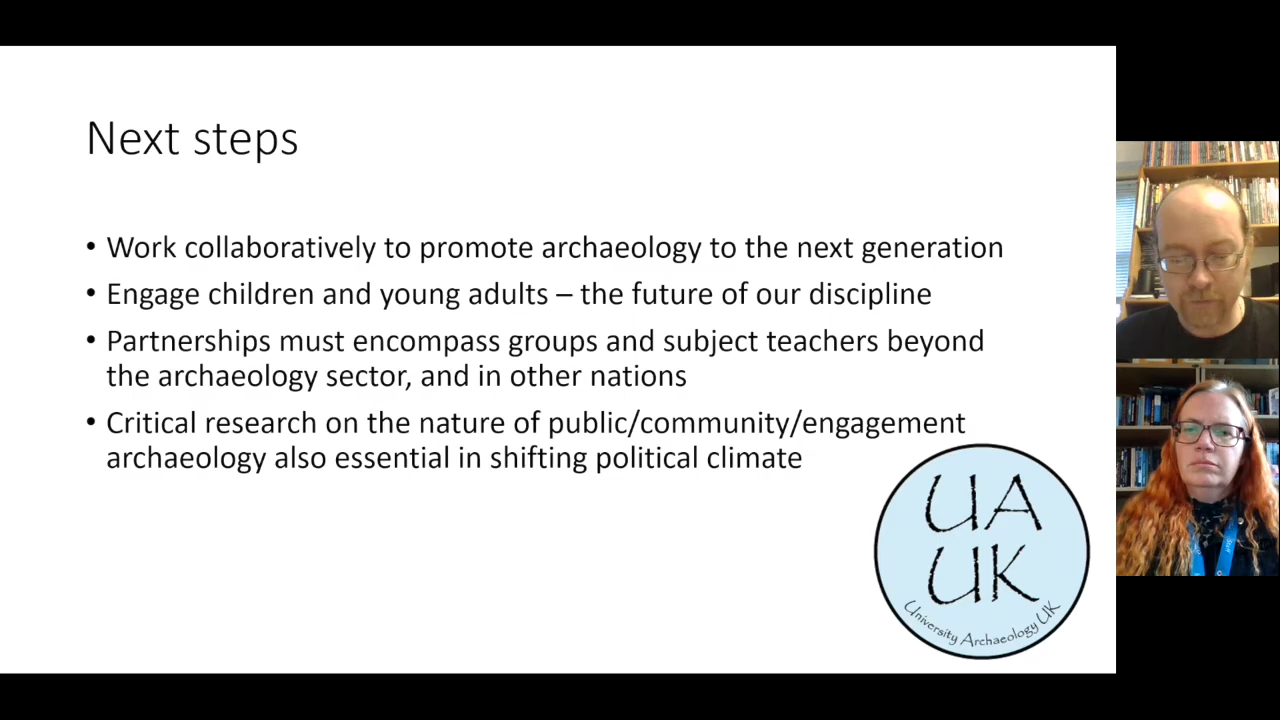 Next steps
• Work collaboratively to promote archaeology to the next generation
• Engage children and young adults – the future of our discipline
• Partnerships must encompass groups and subject teachers beyond
the archaeology sector, and in other nations
• Critical research on the nature of public/community/engagement
archaeology also essential in shifting political climate
UA
UK
University Archaeology UK